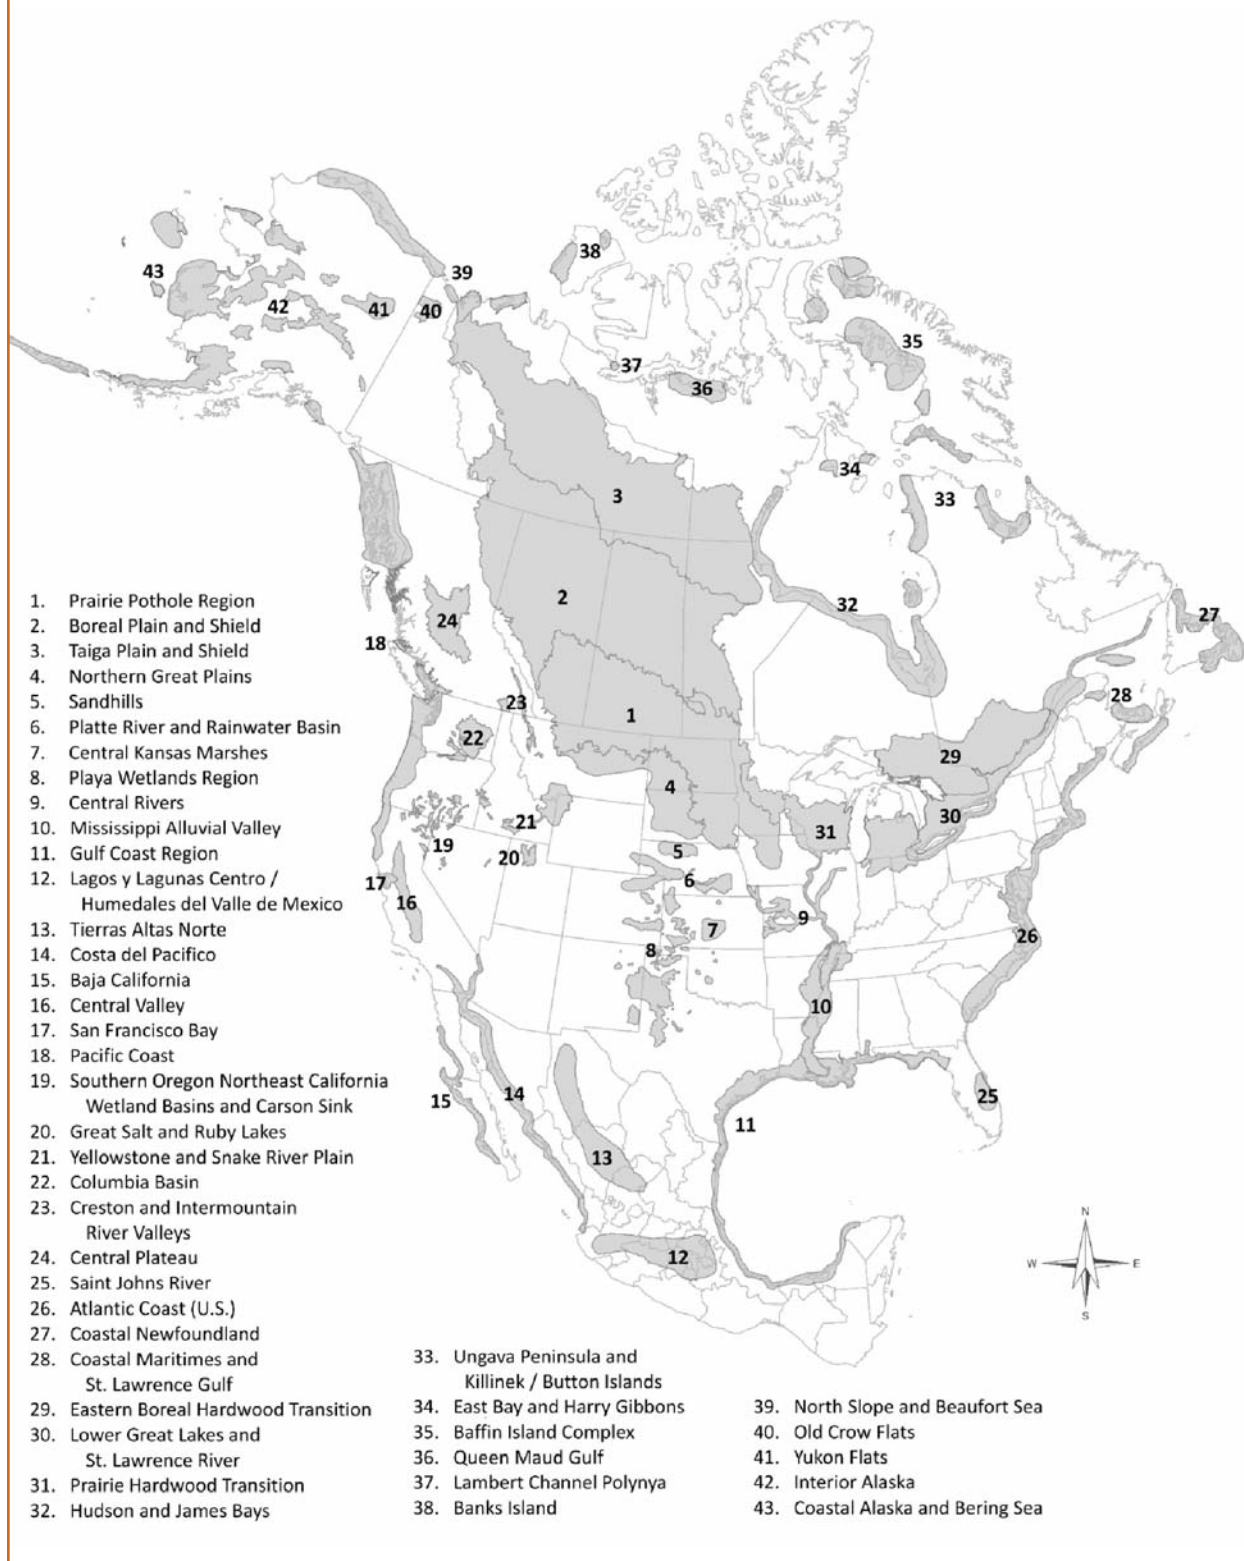 38
39
43
42
41
40
35
37
36
34
33
3
2
32
27
24
18
28
23
1
22
29
4
30
31
21
19
20
5
17
6
16
9
7
26
8
10
14
15
25
11
13
12
N
W E
S
1. Prairie Pothole Region
2. Boreal Plain and Shield
3. Taiga Plain and Shield
4. Northern Great Plains
5. Sandhills
6. Platte River and Rainwater Basin
7. Central Kansas Marshes
8. Playa Wetlands Region
9. Central Rivers
10. Mississippi Alluvial Valley
11. Gulf Coast Region
12. Lagos y Lagunas Centro /
Humedales del Valle de Mexico
13. Tierras Altas Norte
14. Costa del Pacifico
15. Baja California
16. Central Valley
17. San Francisco Bay
18. Pacific Coast
19. Southern Oregon Northeast California
Wetland Basins and Carson Sink
20. Great Salt and Ruby Lakes
21. Yellowstone and Snake River Plain
22. Columbia Basin
23. Creston and Intermountain
River Valleys
24. Central Plateau
25. Saint Johns River
26. Atlantic Coast (U.S.)
27. Coastal Newfoundland
28. Coastal Maritimes and
St. Lawrence Gulf
29. Eastern Boreal Hardwood Transition
30. Lower Great Lakes and
St. Lawrence River
31. Prairie Hardwood Transition
32. Hudson and James Bays
33. Ungava Peninsula and
Killinek / Button Islands
34. East Bay and Harry Gibbons
35. Baffin Island Complex
36. Queen Maud Gulf
37. Lambert Channel Polynya
38. Banks Island
39. North Slope and Beaufort Sea
40. Old Crow Flats
41. Yukon Flats
42. Interior Alaska
43. Coastal Alaska and Bering Sea